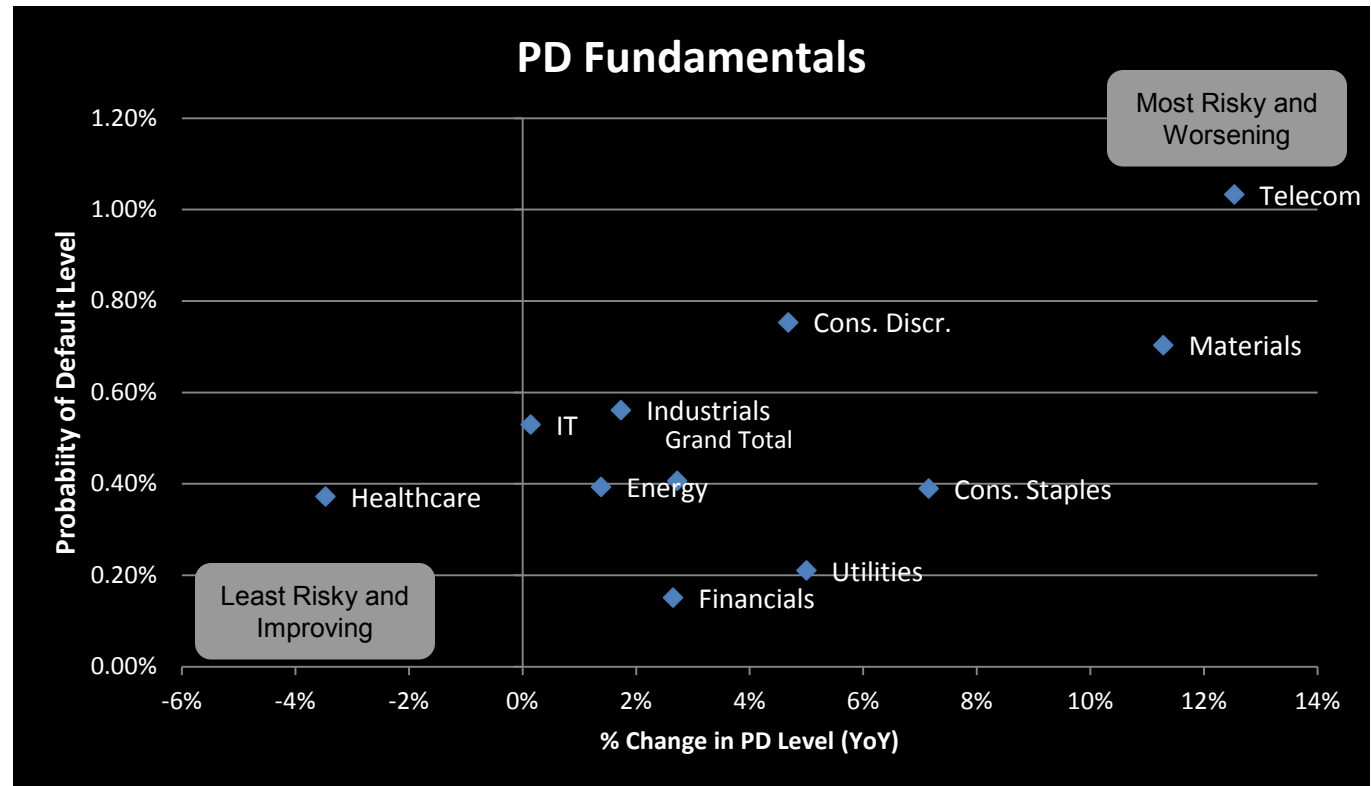 PD Fundamentals
Most Risky and
Worsening
1.20%
1.00%
0.80%
0.60%
0.40%
0.20%
0.00%
Probabiity of Default Level
Telecom
Cons. Discr.
Materials
Industrials
IT
Grand Total
Energy
Healthcare
Cons. Staples
Utilities
Financials
Least Risky and
Improving
-6%
-4%
-2%
0%
2%
4%
6%
8%
10%
12%
14%
% Change in PD Level (YoY)